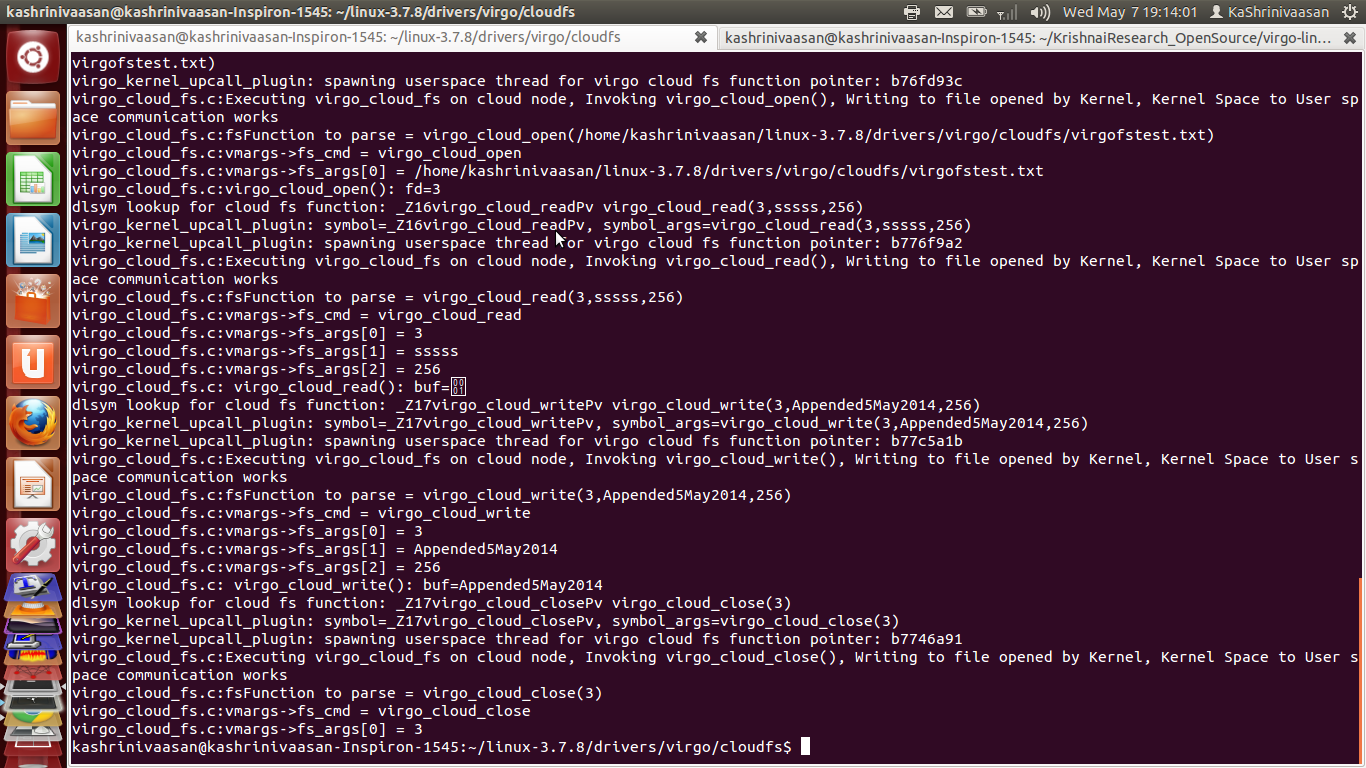 kashrinivaasan@kashrinivaasan-Inspiron-1545: ~/linux-3.7.8/drivers/virgo/cloudfs
Wed May 7 19:14:01 KaShrinivaasan
kashrinivaasan@kashrinivaasan-Inspiron-1545: ~/linux-3.7.8/drivers/virgo/cloudfs
kashrinivaasan@kashrinivaasan-Inspiron-1545: ~/KrishnaiResearch_OpenSource/virgo-lin...
virgofstest.txt)
virgo_kernel_upcall_plugin: spawning userspace thread for virgo cloud fs function pointer: b76fd93c
virgo_cloud_fs.c:Executing virgo_cloud_fs on cloud node, Invoking virgo_cloud_open(), Writing to file opened by Kernel, Kernel Space to User sp
ace communication works
virgo_cloud_fs.c:fsFunction to parse = virgo_cloud_open(/home/kashrinivaasan/linux-3.7.8/drivers/virgo/cloudfs/virgofstest.txt)
virgo_cloud_fs.c:vmargs->fs_cmd = virgo_cloud_open
virgo_cloud_fs.c:vmargs->fs_args[0] = /home/kashrinivaasan/linux-3.7.8/drivers/virgo/cloudfs/virgofstest.txt
virgo_cloud_fs.c:virgo_cloud_open(): fd=3
dlsym lookup for cloud fs function: _Z16virgo_cloud_readPv virgo_cloud_read(3,sssss,256)
virgo_kernel_upcall_plugin: symbol=_Z16virgo_cloud_readPv, symbol_args=virgo_cloud_read(3,sssss,256)
virgo_kernel_upcall_plugin: spawning userspace thread for virgo cloud fs function pointer: b776f9a2
virgo_cloud_fs.c:Executing virgo_cloud_fs on cloud node, Invoking virgo_cloud_read(), Writing to file opened by Kernel, Kernel Space to User sp
ace communication works
virgo_cloud_fs.c:fsFunction to parse = virgo_cloud_read(3,sssss,256)
virgo_cloud_fs.c:vmargs->fs_cmd = virgo_cloud_read
virgo_cloud_fs.c:vmargs->fs_args[0] = 3
virgo_cloud_fs.c:vmargs->fs_args[1] = sssss
virgo_cloud_fs.c:vmargs->fs_args[2] = 256
virgo_cloud_fs.c: virgo_cloud_read(): buf=
dlsym lookup for cloud fs function: _Z17virgo_cloud_writePv virgo_cloud_write(3,Appended5May2014,256)
virgo_kernel_upcall_plugin: symbol=_Z17virgo_cloud_writePv, symbol_args=virgo_cloud_write(3,Appended5May2014,256)
virgo_kernel_upcall_plugin: spawning userspace thread for virgo cloud fs function pointer: b77c5a1b
virgo_cloud_fs.c:Executing virgo_cloud_fs on cloud node, Invoking virgo_cloud_write(), Writing to file opened by Kernel, Kernel Space to User s
pace communication works
virgo_cloud_fs.c:fsFunction to parse = virgo_cloud_write(3,Appended5May2014,256)
virgo_cloud_fs.c:vmargs->fs_cmd = virgo_cloud_write
virgo_cloud_fs.c:vmargs->fs_args[0] = 3
virgo_cloud_fs.c:vmargs->fs_args[1] = Appended5May2014
virgo_cloud_fs.c:vmargs->fs_args[2] = 256
virgo_cloud_fs.c: virgo_cloud_write(): buf=Appended5May2014
dlsym lookup for cloud fs function: _Z17virgo_cloud_closePv virgo_cloud_close(3)
virgo_kernel_upcall_plugin: symbol=_Z17virgo_cloud_closePv, symbol_args=virgo_cloud_close(3)
virgo_kernel_upcall_plugin: spawning userspace thread for virgo cloud fs function pointer: b7746a91
virgo_cloud_fs.c:Executing virgo_cloud_fs on cloud node, Invoking virgo_cloud_close(), Writing to file opened by Kernel, Kernel Space to User s
pace communication works
virgo_cloud_fs.c:fsFunction to parse = virgo_cloud_close(3)
virgo_cloud_fs.c:vmargs->fs_cmd = virgo_cloud_close
virgo_cloud_fs.c:vmargs->fs_args[0] = 3
kashrinivaasan@kashrinivaasan-Inspiron-1545:~/linux-3.7.8/drivers/virgo/cloudfs$